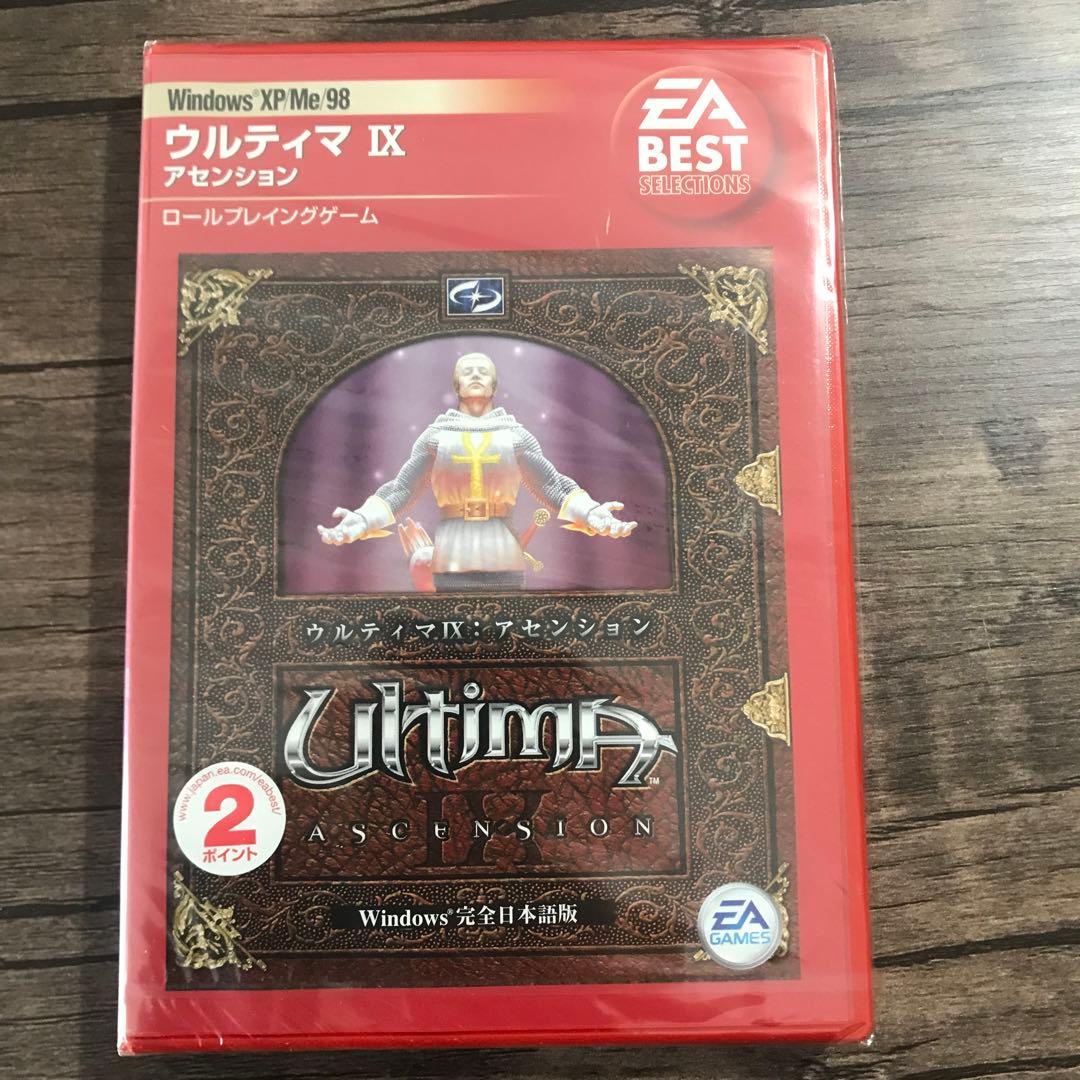 Windows® XP/Me/98
ウルティマ IX
アセンション
ロールプレイングゲーム
EA
BEST
SELECTIONS
ウルティマIX:アセンション
UltimA™
IX
ASCENSION
www.japan.ea.com/eabest/
2
ポイント
Windows®完全日本語版
EA
GAMES